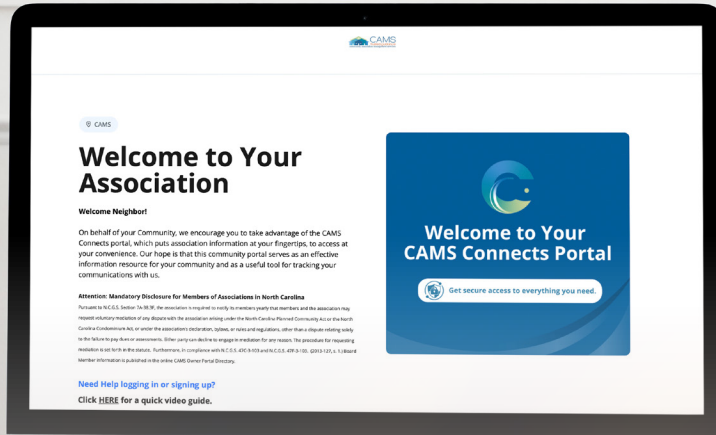 CAMS
CAMS
Welcome to Your
Association
Welcome Neighbor!
On behalf of your Community, we encourage you to take advantage of the CAMS
Connects portal, which puts association information at your fingertips, to access at
your convenience. Our hope is that this community portal serves as an effective
information resource for your community and as a useful tool for tracking your
communications with us.
Attention: Mandatory Disclosure for Members of Associations in North Carolina
Pursuant to N.C.G.S. Section 7A-38.3F, the association is required to notify its members yearly that members and the association may
request voluntary mediation of any dispute with the association arising under the North Carolina Planned Community Act or the North
Carolina Condominium Act, or under the association's declaration, bylaws, or rules and regulations, other than a dispute relating solely
to the failure to pay dues or assessments. Either party can decline to engage in mediation for any reason. The procedure for requesting
mediation is set forth in the statute. Furthermore, in compliance with N.C.G.S. 47C-3-103 and N.C.G.S. 47F-3-103, (2013-127, s. 1.) Board
Member information is published in the online CAMS Owner Portal Directory.
Need Help logging in or signing up?
Click HERE for a quick video guide.
Welcome to Your
CAMS Connects Portal
Get secure access to everything you need.